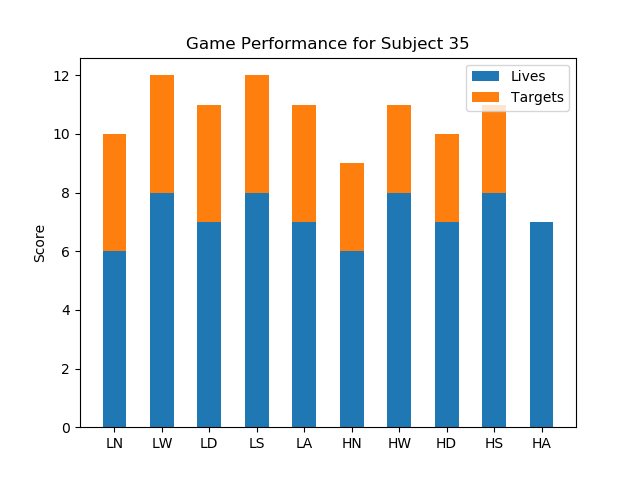 Game Performance for Subject 35
Lives
Targets
Score
12
10
8
6
4
2
0
LN LW LD LS LA HN HW HD HS HA